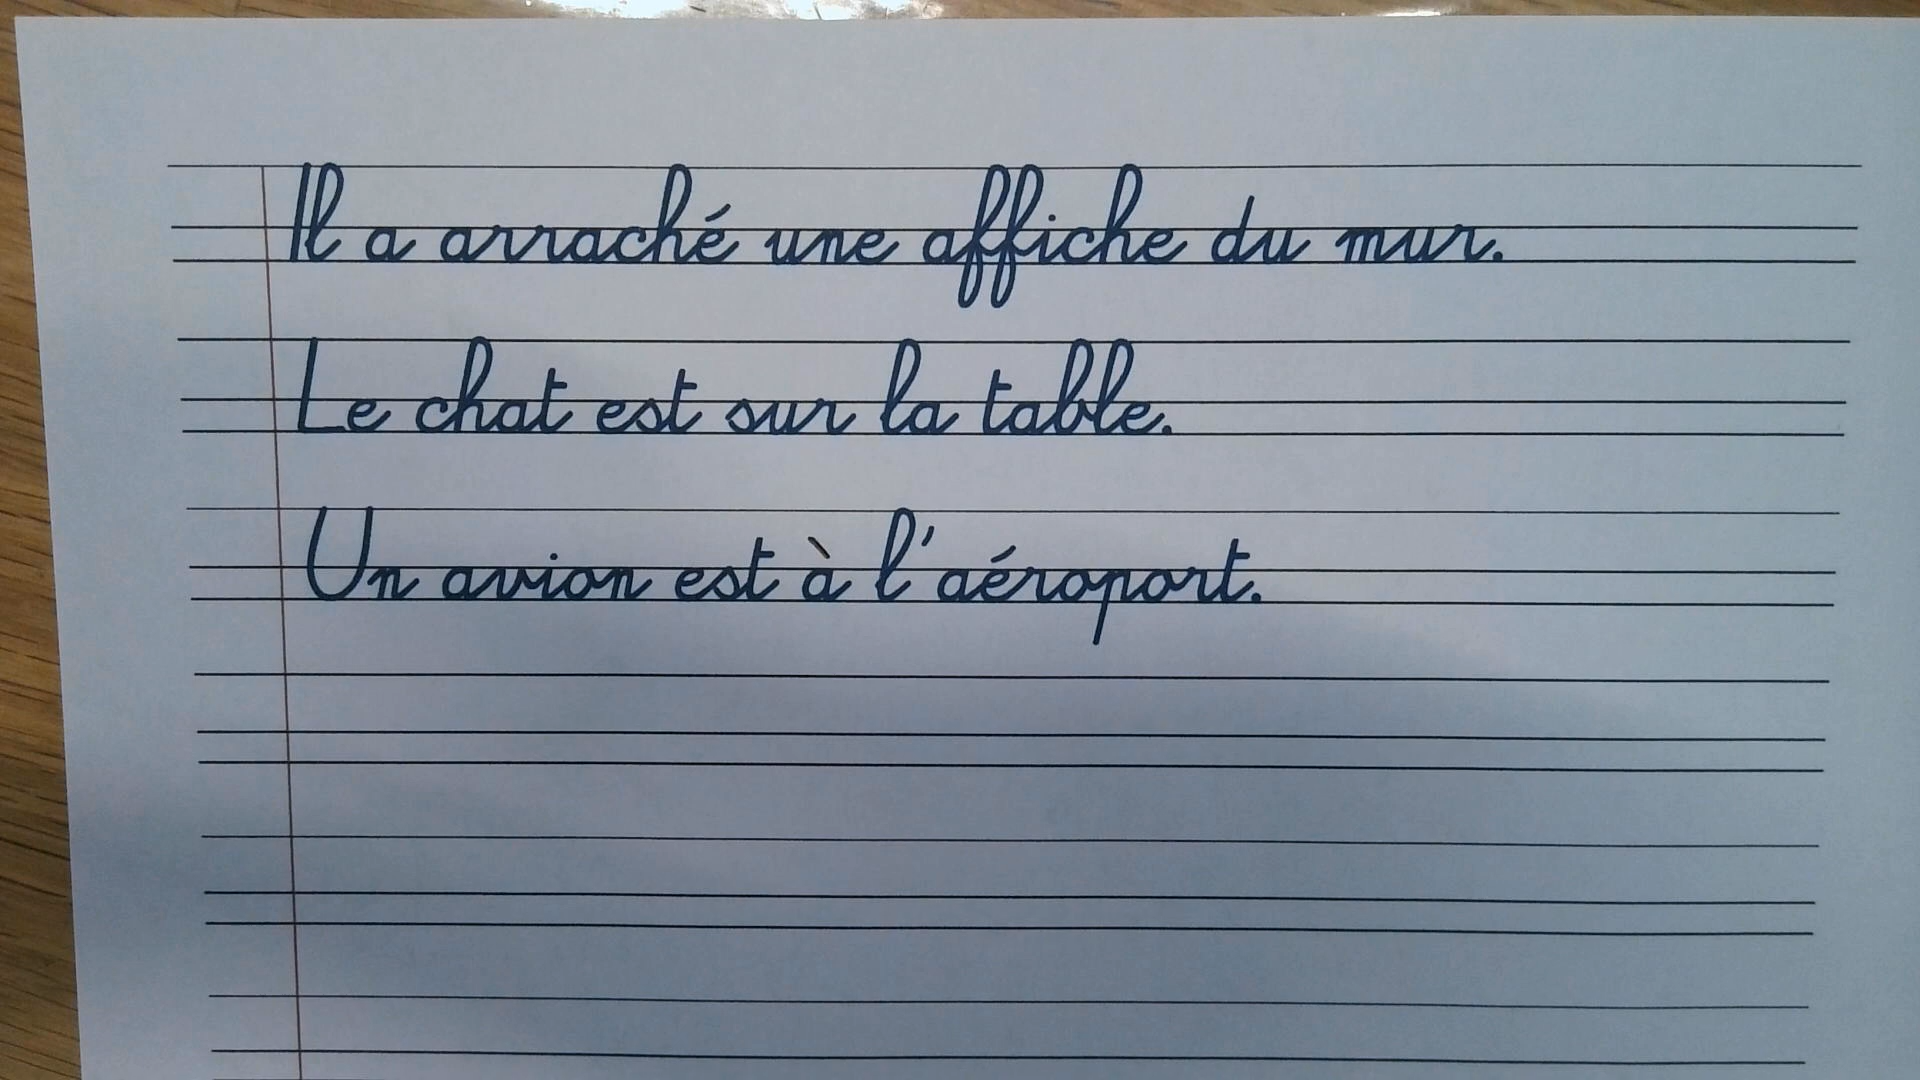 Il a arraché une affiche du mur.
Le chat est sur la table.
Un avion est à l'aéroport.